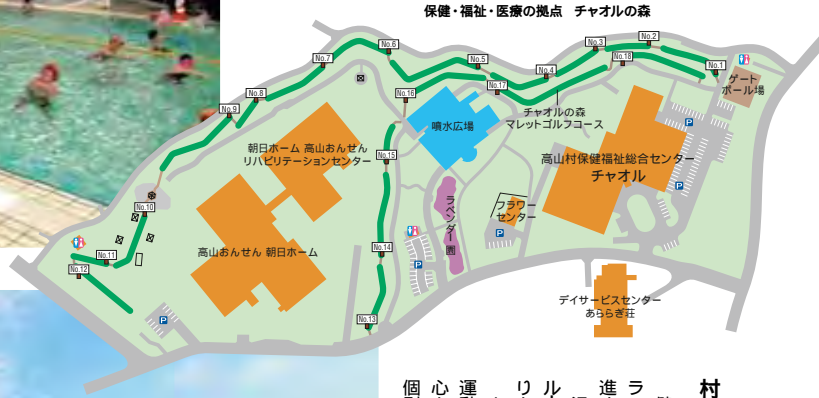 保健・福祉・医療の拠点 チャオルの森
No.1
No.2
No.3
No.4
No.5
No.6
No.7
No.8
No.9
No.10
No.11
No.12
No.13
No.14
No.15
No.16
No.17
No.18
ゲート
ボール場
チャオルの森
マレットゴルフコース
噴水広場
朝日ホーム 高山おんせん
リハビリテーションセンター
高山村保健福祉総合センター
チャオル
ラベンダー園
フラワー
センター
高山おんせん 朝日ホーム
デイサービスセンター
あららぎ荘
P
P
P
P
P
村
ラ
進
ル
り
運
心
個